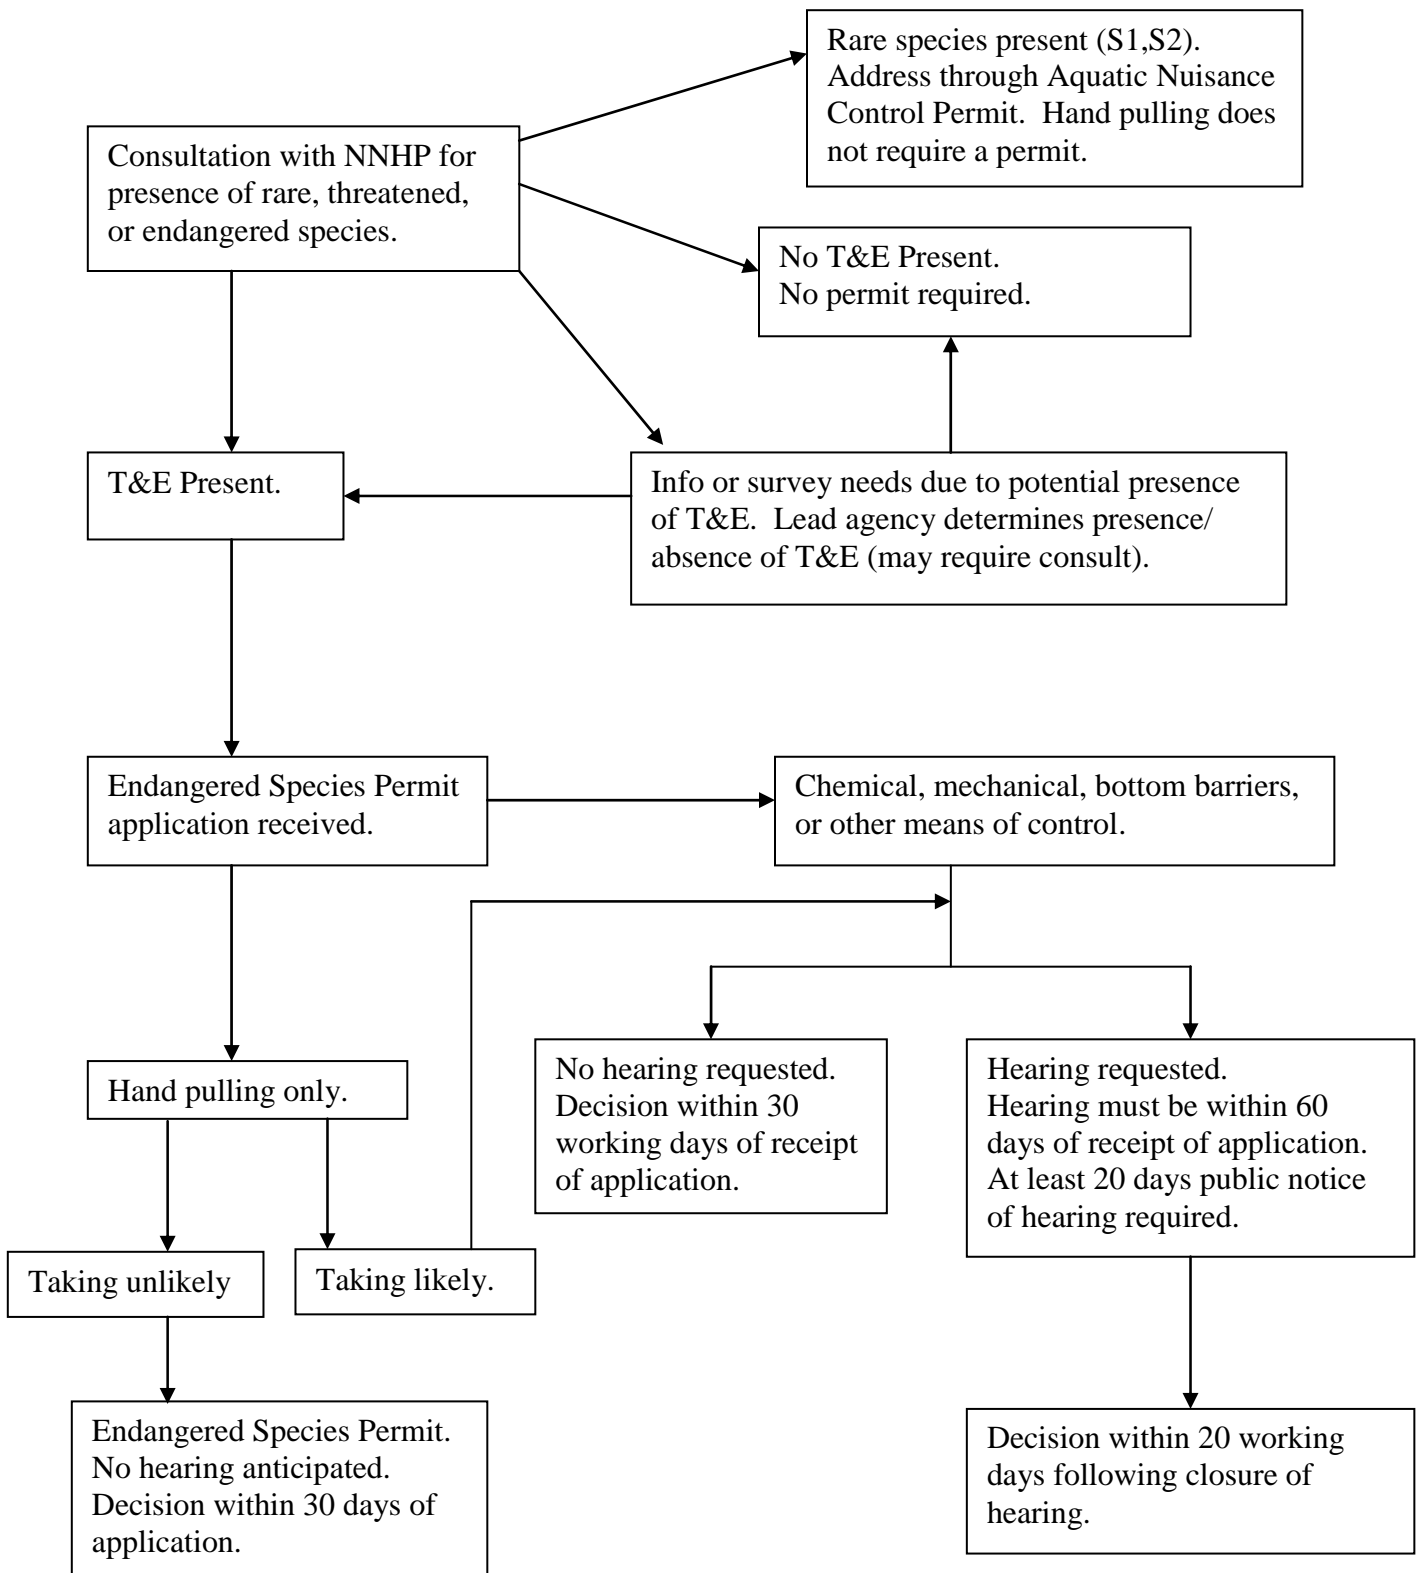 Rare species present (S1,S2).
Address through Aquatic Nuisance
Control Permit.  Hand pulling does
not require a permit.
Consultation with NNHP for
presence of rare, threatened,
or endangered species.
No T&E Present.
No permit required.
T&E Present.
Info or survey needs due to potential presence
of T&E.  Lead agency determines presence/
absence of T&E (may require consult).
Endangered Species Permit
application received.
Chemical, mechanical, bottom barriers,
or other means of control.
Hand pulling only.
No hearing requested.
Decision within 30
working days of receipt
of application.
Hearing requested.
Hearing must be within 60
days of receipt of application.
At least 20 days public notice
of hearing required.
Taking unlikely
Taking likely.
Endangered Species Permit.
No hearing anticipated.
Decision within 30 days of
application.
Decision within 20 working
days following closure of
hearing.